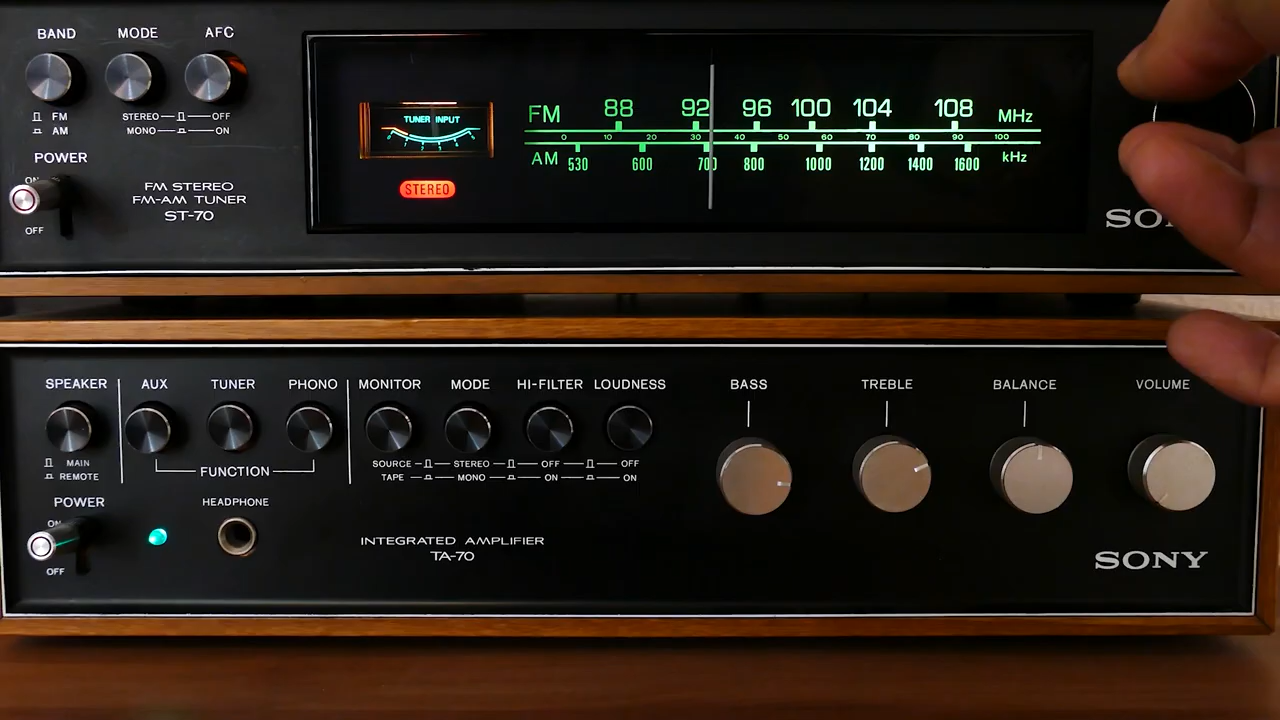 BAND MODE AFC
FM STEREO OFF
AM MONO ON
POWER
ON
OFF
FM STEREO
FM-AM TUNER
ST-70
TUNER INPUT
STEREO
FM 88 92 96 100 104 108 MHz
0 10 20 30 40 50 60 70 80 90 100
AM 530 600 700 800 1000 1200 1400 1600 kHz
SPEAKER AUX TUNER PHONO MONITOR MODE HI-FILTER LOUDNESS BASS TREBLE BALANCE VOLUME
MAIN SOURCE STEREO OFF OFF
REMOTE FUNCTION TAPE MONO ON ON
POWER HEADPHONE
ON
OFF
INTEGRATED AMPLIFIER
TA-70
SONY